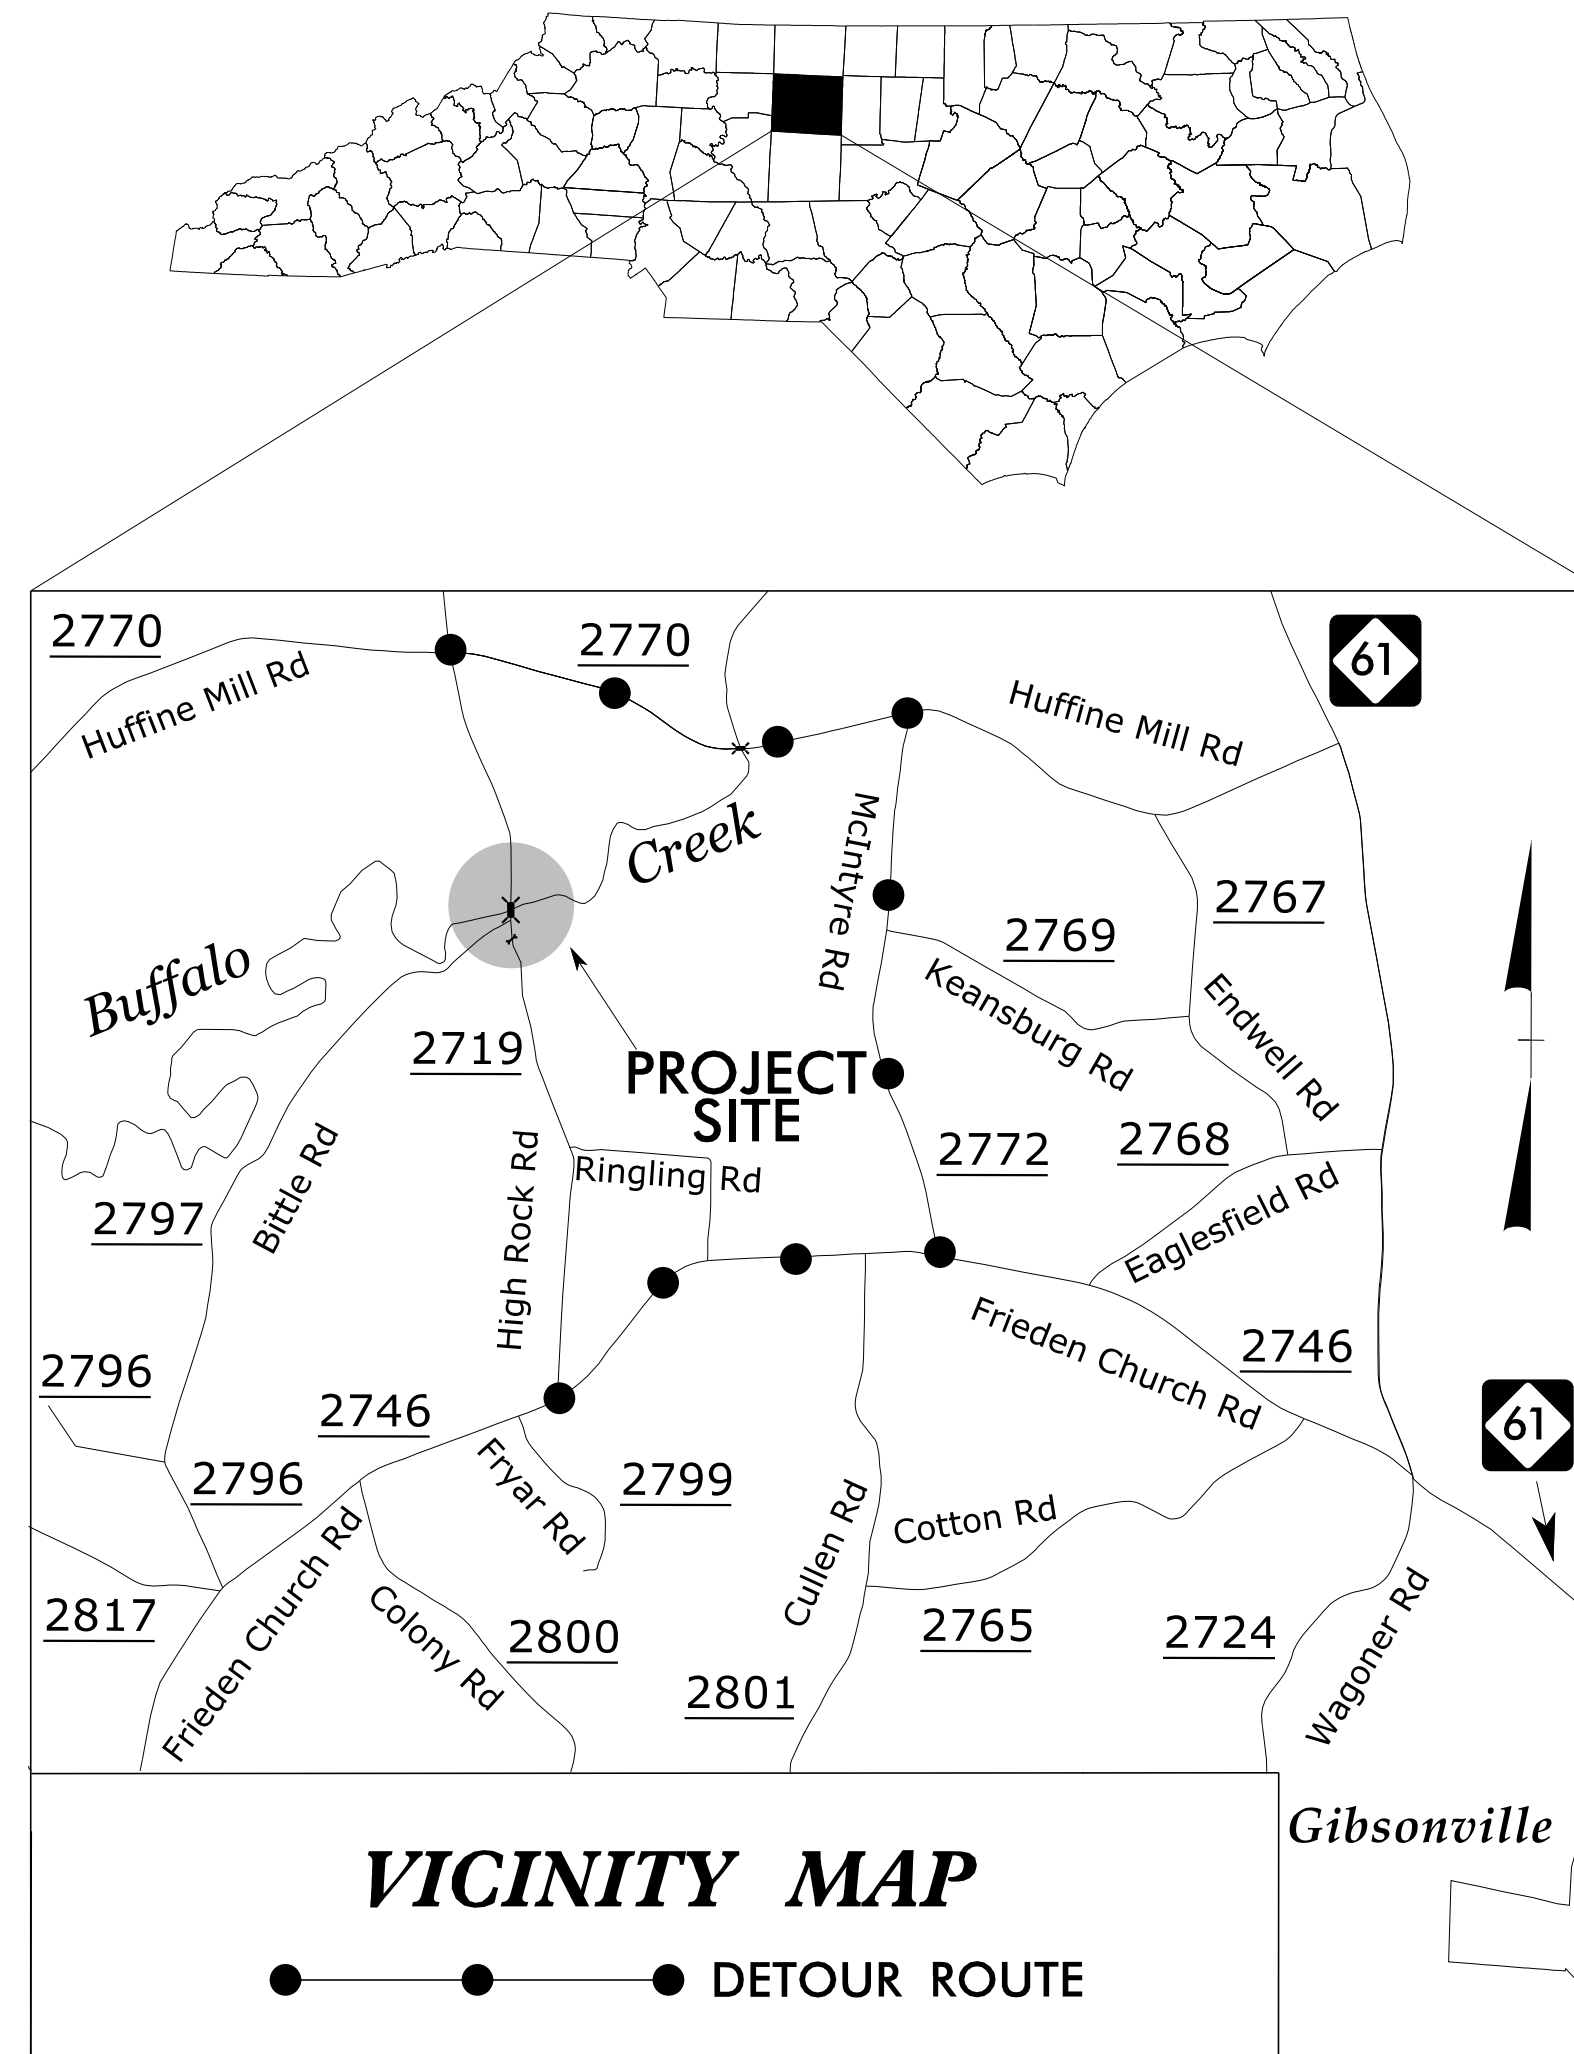 2770
2770
61
Huffine Mill Rd
Huffine Mill Rd
Creek
McIntyre Rd
2767
2769
Buffalo
Keansburg Rd
Endwell Rd
2719
PROJECT
SITE
2772
2768
Bittle Rd
High Rock Rd
Ringling Rd
2797
Eaglesfield Rd
Frieden Church Rd
2746
2796
2746
61
2796
Fryar Rd
2799
Cullen Rd
Cotton Rd
2817
Frieden Church Rd
Colony Rd
2800
2765
2724
Wagoner Rd
2801
Gibsonville
VICINITY MAP
DETOUR ROUTE